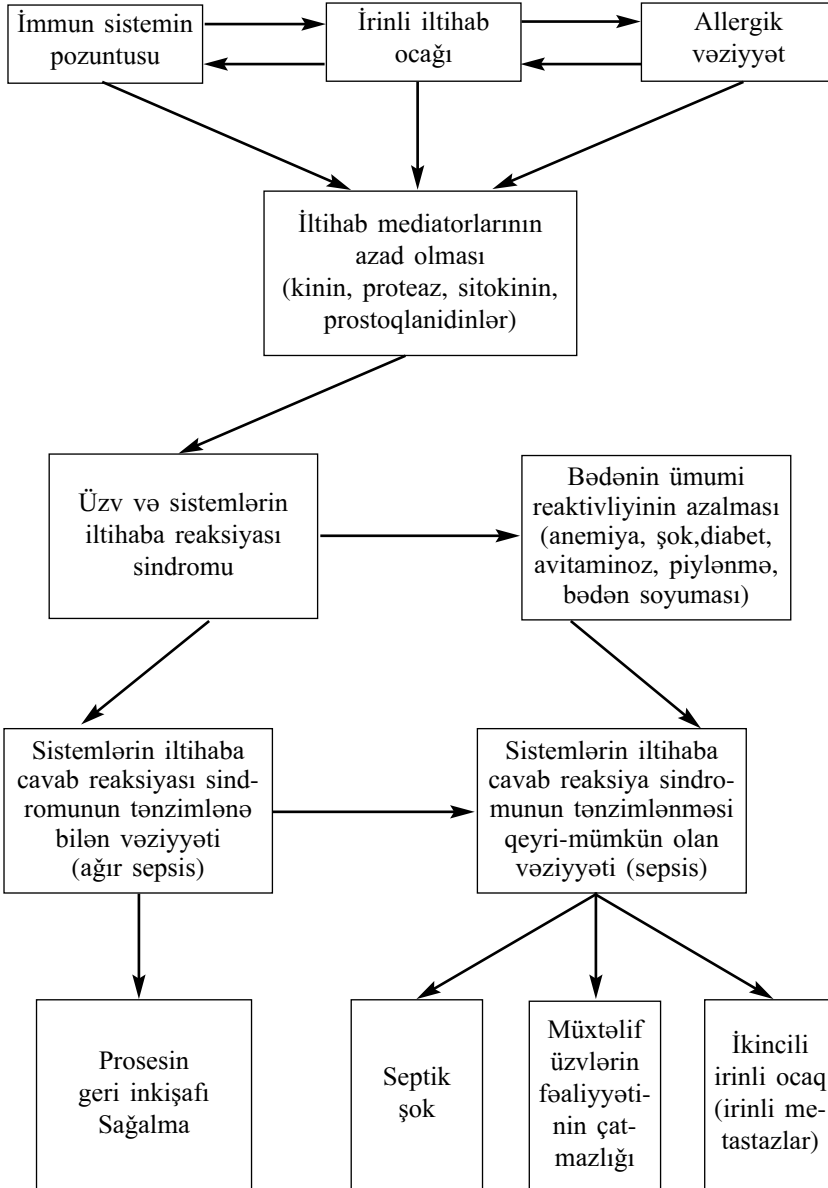 İmmun sistemin
pozuntusu
İrinli iltihab
ocağı
Allergik
vəziyyət
İltihab mediatorlarının
azad olması
(kinin, proteaz, sitokinin,
prostoqlanidinlər)
Üzv və sistemlərin
iltihaba reaksiyası
sindromu
Bədənin ümumi
reaktivliyinin azalması
(anemiya, şok,diabet,
avitaminoz, piylənmə,
bədən soyuması)
Sistemlərin iltihaba
cavab reaksiyası sind-
romunun tənzimlənə
bilən vəziyyəti
(ağır sepsis)
Sistemlərin iltihaba
cavab reaksiya sindro-
munun tənzimlənməsi
qeyri-mümkün olan
vəziyyəti (sepsis)
Prosesin
geri inkişafı
Sağalma
Septik
şok
Müxtəlif
üzvlərin
fəaliyyəti-
nin çat-
mazlığı
İkincili
irinli ocaq
(irinli me-
tastazlar)